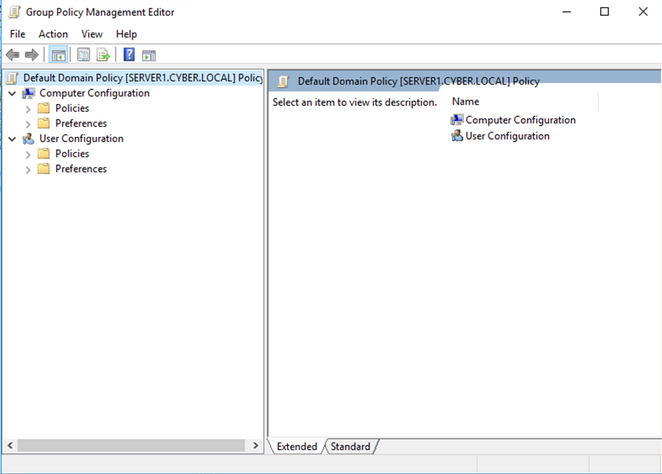 Group Policy Management Editor
File Action View Help
Default Domain Policy [SERVER1.CYBER.LOCAL] Policy
Computer Configuration
Policies
Preferences
User Configuration
Policies
Preferences
Default Domain Policy [SERVER1.CYBER.LOCAL] Policy
Select an item to view its description.
Name
Computer Configuration
User Configuration
Extended Standard